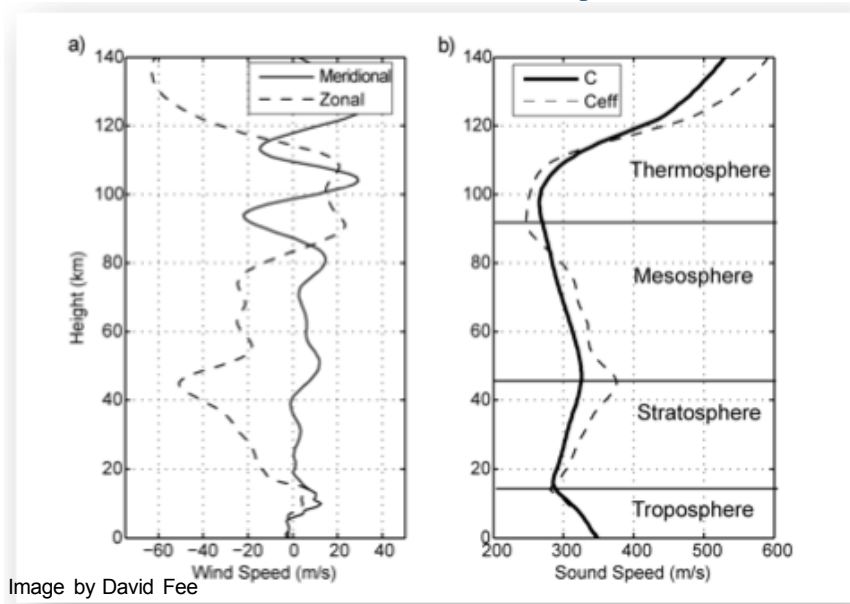 a)
Meridional
Zonal
140
120
100
80
60
40
20
0
Height (km)
−60 −40 −20 0 20 40
Wind Speed (m/s)
b)
C
Ceff
140
120
100
80
60
40
20
0
Thermosphere
Mesosphere
Stratosphere
Troposphere
200 300 400 500 600
Sound Speed (m/s)
Image by David Fee